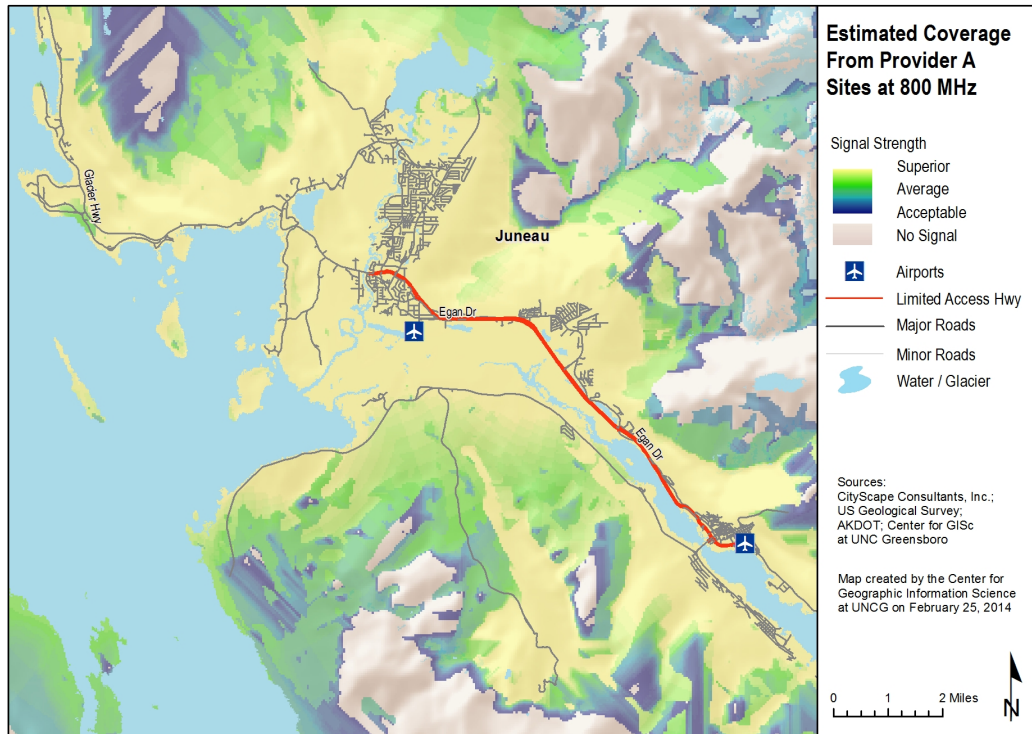 Estimated Coverage
From Provider A
Sites at 800 MHz
Signal Strength
Superior
Average
Acceptable
No Signal
Airports
Limited Access Hwy
Major Roads
Minor Roads
Water / Glacier
Glacier Hwy
Juneau
Egan Dr
Egan Dr
Sources:
CityScape Consultants, Inc.;
US Geological Survey;
AKDOT; Center for GISc
at UNC Greensboro
Map created by the Center for
Geographic Information Science
at UNCG on February 25, 2014
0 1 2 Miles
N